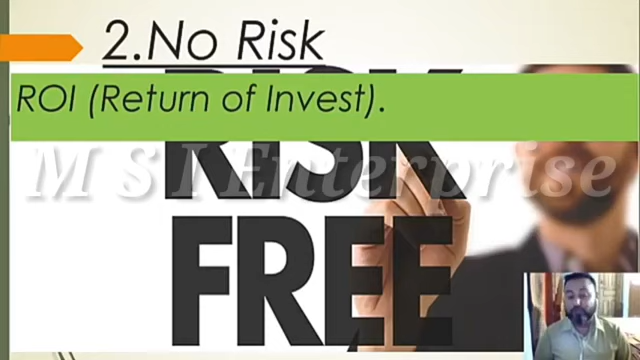 2.No Risk
ROI (Return of Invest).
RISK
M S I Enterprise
FREE